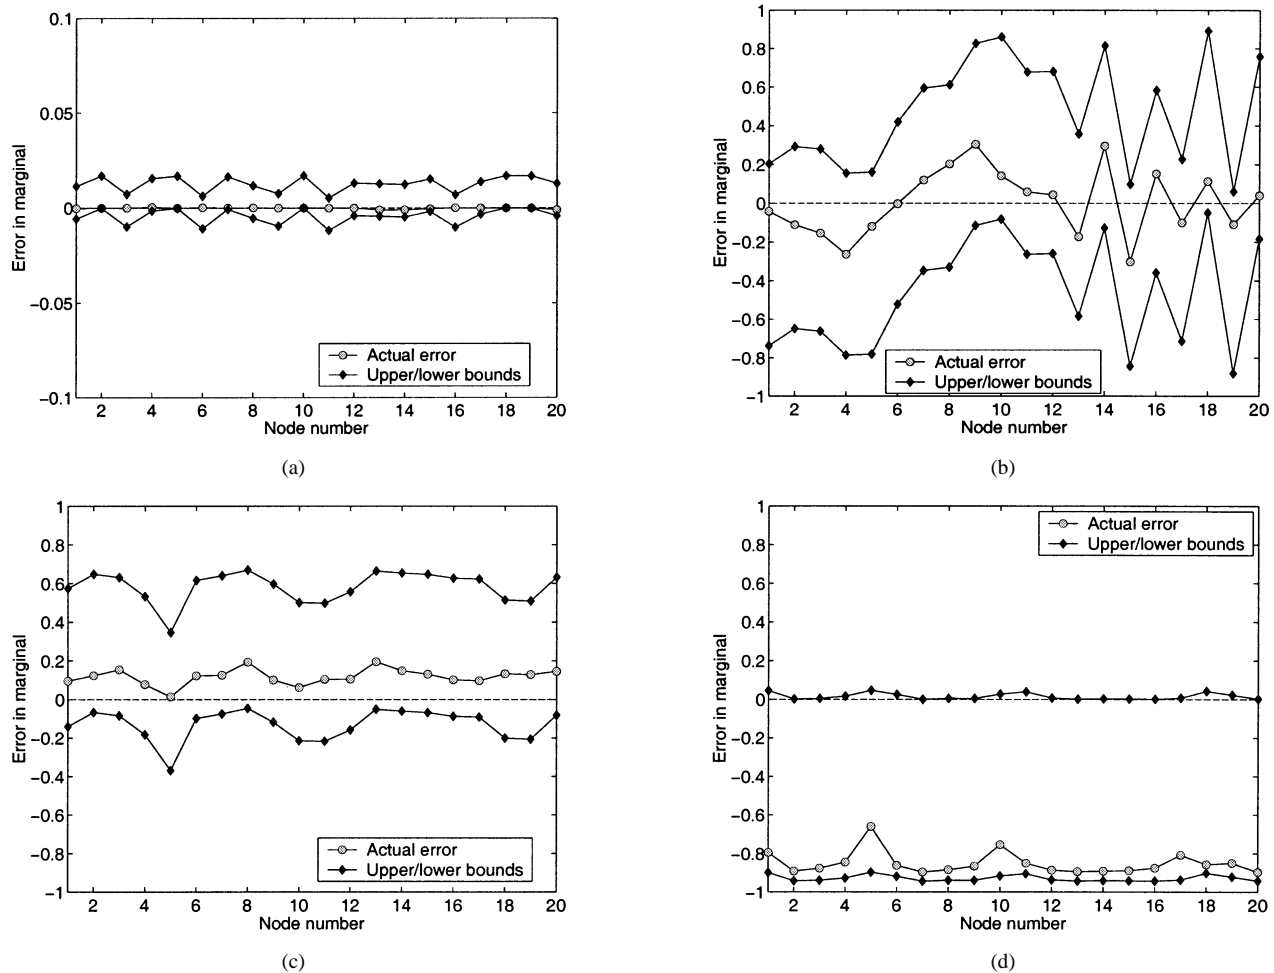 0.1
0.05
0
−0.05
−0.1
Error in marginal
2 4 6 8 10 12 14 16 18 20
Node number
Actual error
Upper/lower bounds
(a)
1
0.8
0.6
0.4
0.2
0
−0.2
−0.4
−0.6
−0.8
−1
Error in marginal
2 4 6 8 10 12 14 16 18 20
Node number
Actual error
Upper/lower bounds
(b)
1
0.8
0.6
0.4
0.2
0
−0.2
−0.4
−0.6
−0.8
−1
Error in marginal
2 4 6 8 10 12 14 16 18 20
Node number
Actual error
Upper/lower bounds
(c)
1
0.8
0.6
0.4
0.2
0
−0.2
−0.4
−0.6
−0.8
−1
Error in marginal
2 4 6 8 10 12 14 16 18 20
Node number
Actual error
Upper/lower bounds
(d)